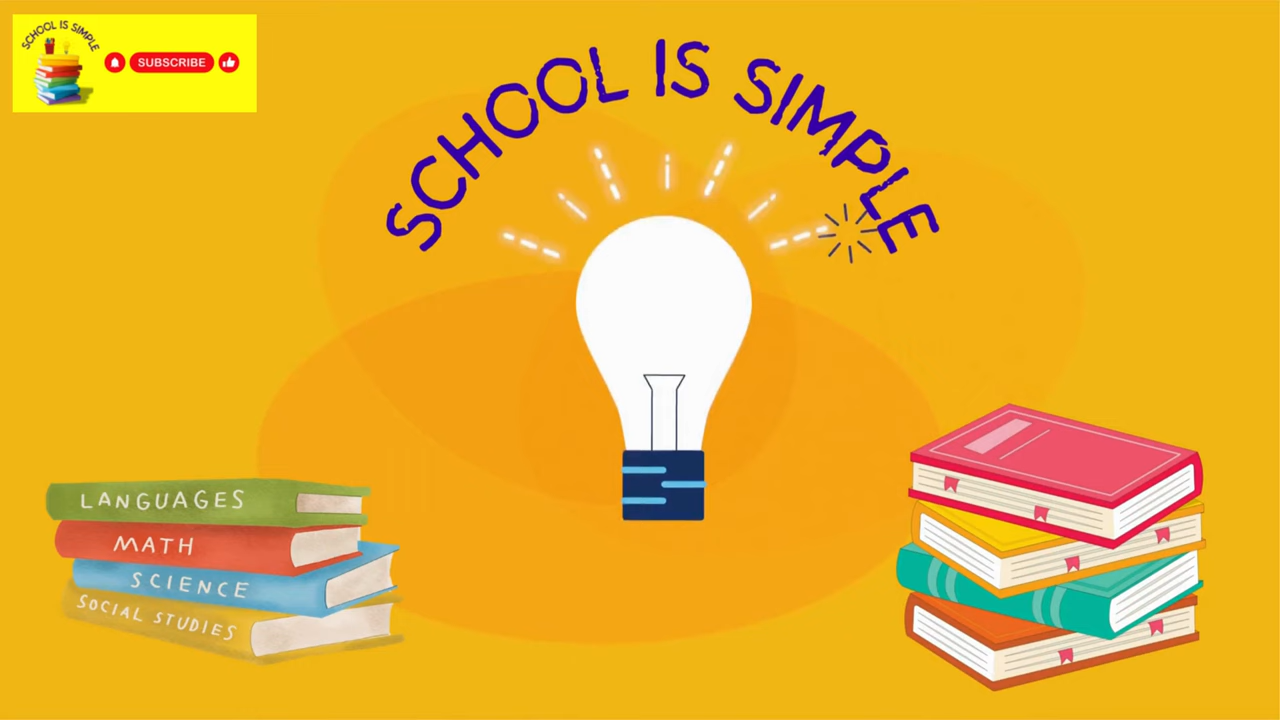 SCHOOL IS SIMPLE
SUBSCRIBE
SCHOOL IS SIMPLE
LANGUAGES
MATH
SCIENCE
SOCIAL STUDIES